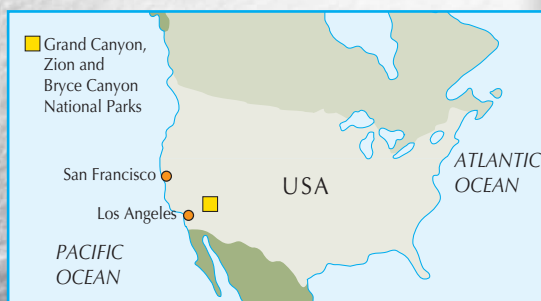 Grand Canyon,
Zion and
Bryce Canyon
National Parks
San Francisco
Los Angeles
USA
ATLANTIC
OCEAN
PACIFIC
OCEAN